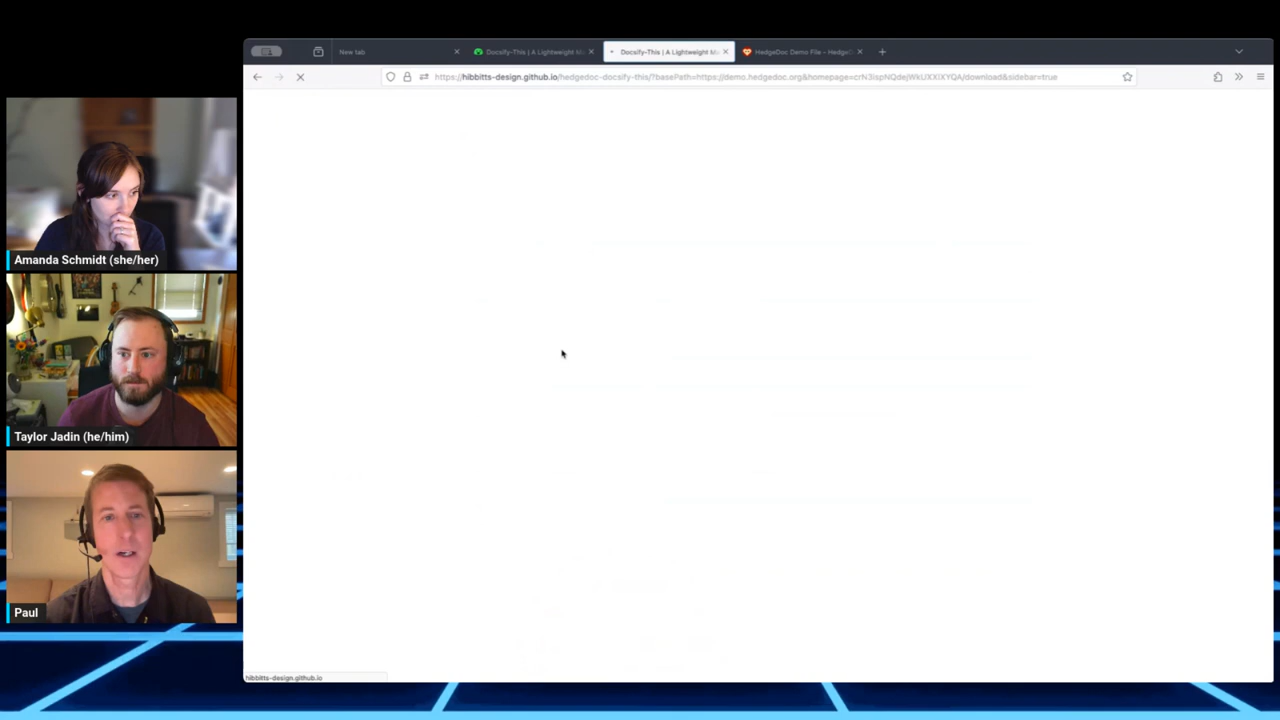 New tab
Docsify-This | A Lightweight Ma
Docsify-This | A Lightweight Ma
HedgeDoc Demo File - HedgeD
https://hibbitts-design.github.io/hedgedoc-docsify-this/?basePath=https://demo.hedgedoc.org&homepage=crN3ispNQdejWkUXXIXYQA/download&sidebar=true
Amanda Schmidt (she/her)
Taylor Jadin (he/him)
Paul
hibbitts-design.github.io